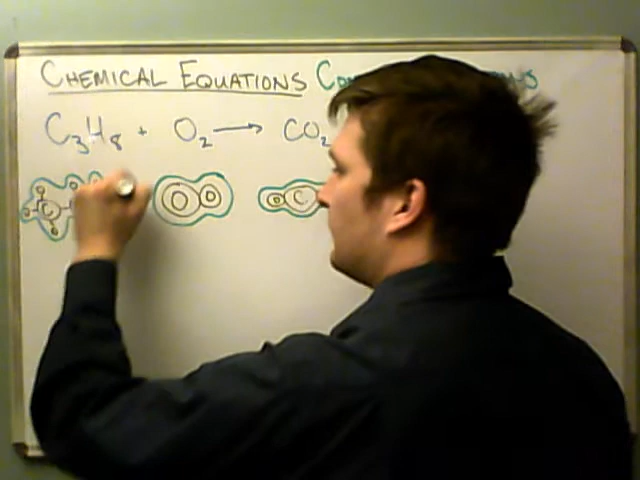 CHEMICAL EQUATIONS
C3H8 + O2 → CO2
C O O O C